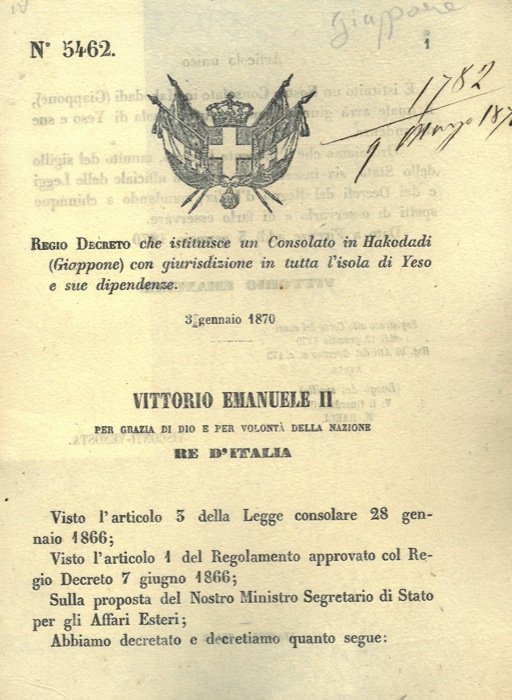 IV
Giappone
N° 5462.
1
1782
9 Marzo 187
REGIO DECRETO che istituisce un Consolato in Hakodadi
(Giappone) con giurisdizione in tutta l'isola di Yeso
e sue dipendenze.
3 gennaio 1870
VITTORIO EMANUELE II
PER GRAZIA DI DIO E PER VOLONTÀ DELLA NAZIONE
RE D'ITALIA
Visto l'articolo 3 della Legge consolare 28 gen-
naio 1866;
Visto l'articolo 1 del Regolamento approvato col Re-
gio Decreto 7 giugno 1866;
Sulla proposta del Nostro Ministro Segretario di Stato
per gli Affari Esteri;
Abbiamo decretato e decretiamo quanto segue: